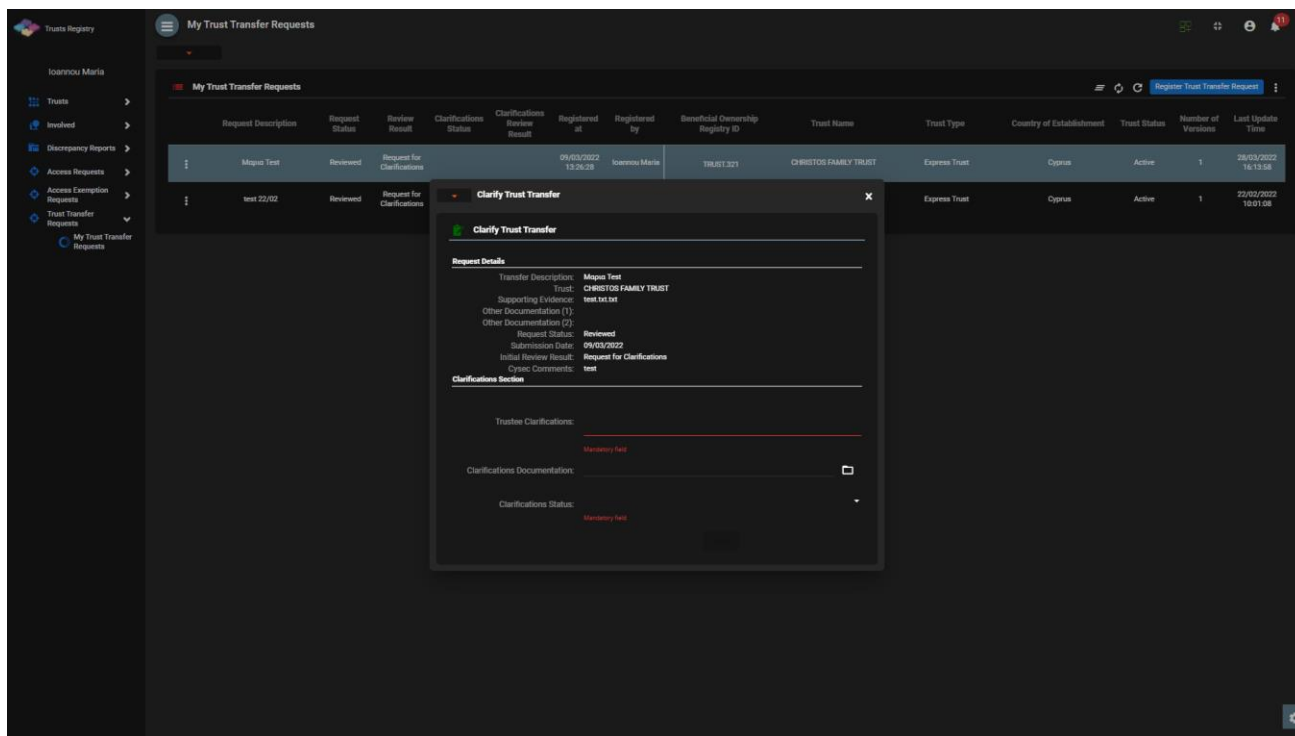 Trusts Registry
My Trust Transfer Requests
11
Ioannou Maria
Trusts
Involved
Discrepancy Reports
Access Requests
Access Exemption
Requests
Trust Transfer
Requests
My Trust Transfer
Requests
My Trust Transfer Requests
Register Trust Transfer Request
Request Description
Request
Status
Review
Result
Clarifications
Status
Clarifications
Review
Result
Registered
at
Registered
by
Beneficial Ownership
Registry ID
Trust Name
Trust Type
Country of Establishment
Trust Status
Number of
Versions
Last Update
Time
Μαρια Test
Reviewed
Request for
Clarifications
09/03/2022
13:26:28
Ioannou Maria
TRUST.321
CHRISTOS FAMILY TRUST
Express Trust
Cyprus
Active
1
28/03/2022
16:13:58
test 22/02
Reviewed
Request for
Clarifications
Express Trust
Cyprus
Active
1
22/02/2022
10:01:08
Clarify Trust Transfer
Clarify Trust Transfer
Request Details
Transfer Description: Μαρια Test
Trust: CHRISTOS FAMILY TRUST
Supporting Evidence: test.txt.txt
Other Documentation (1):
Other Documentation (2):
Request Status: Reviewed
Submission Date: 09/03/2022
Initial Review Result: Request for Clarifications
Cysec Comments: test
Clarifications Section
Trustee Clarifications:
Mandatory field
Clarifications Documentation:
Clarifications Status:
Mandatory field